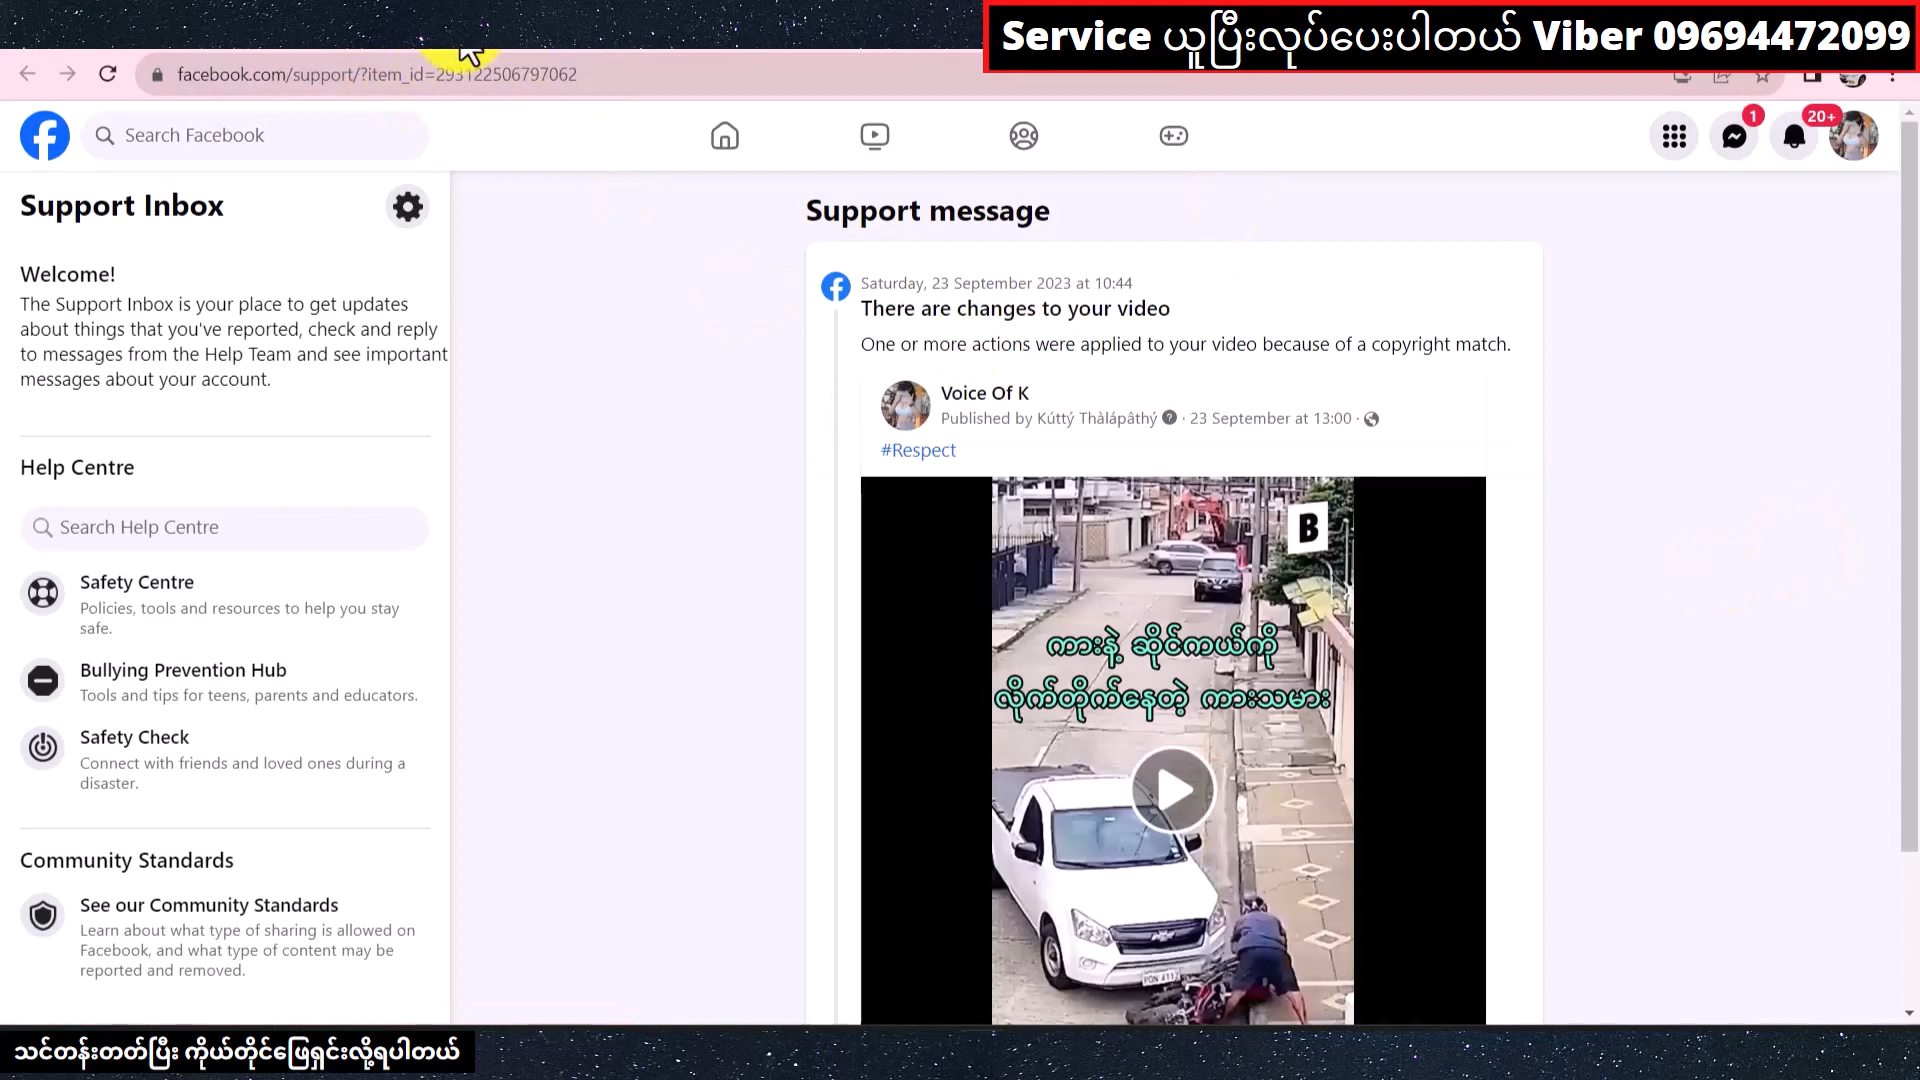 Service ယူပြီးလုပ်ပေးပါတယ် Viber 09694472099
facebook.com/support/?item_id=293122506797062
Search Facebook
1
20+
Support Inbox
Welcome!
The Support Inbox is your place to get updates
about things that you've reported, check and reply
to messages from the Help Team and see important
messages about your account.
Help Centre
Search Help Centre
Safety Centre
Policies, tools and resources to help you stay
safe.
Bullying Prevention Hub
Tools and tips for teens, parents and educators.
Safety Check
Connect with friends and loved ones during a
disaster.
Community Standards
See our Community Standards
Learn about what type of sharing is allowed on
Facebook, and what type of content may be
reported and removed.
Support message
Saturday, 23 September 2023 at 10:44
There are changes to your video
One or more actions were applied to your video because of a copyright match.
Voice Of K
Published by Kúttý Thàlápâthý · 23 September at 13:00 ·
#Respect
B
ကားနဲ့ ဆိုင်ကယ်ကို
လိုက်တိုက်နေတဲ့ ကားသမား
သင်တန်းတတ်ပြီး ကိုယ်တိုင်ဖြေရှင်းလို့ရပါတယ်